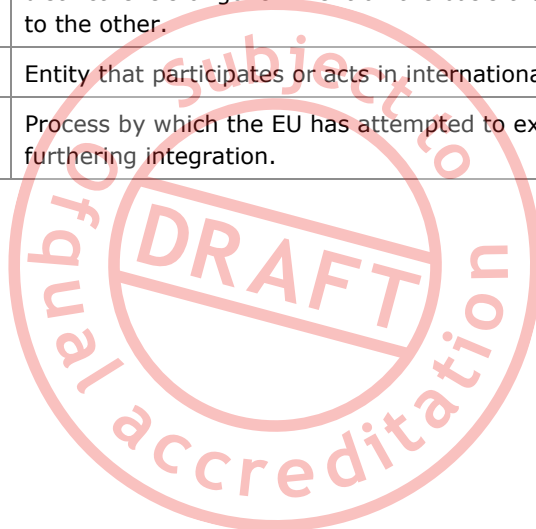 to the other.
Entity that participates or acts in internationa
Process by which the EU has attempted to ex
furthering integration.
Subject to
Ofqual accreditation
DRAFT